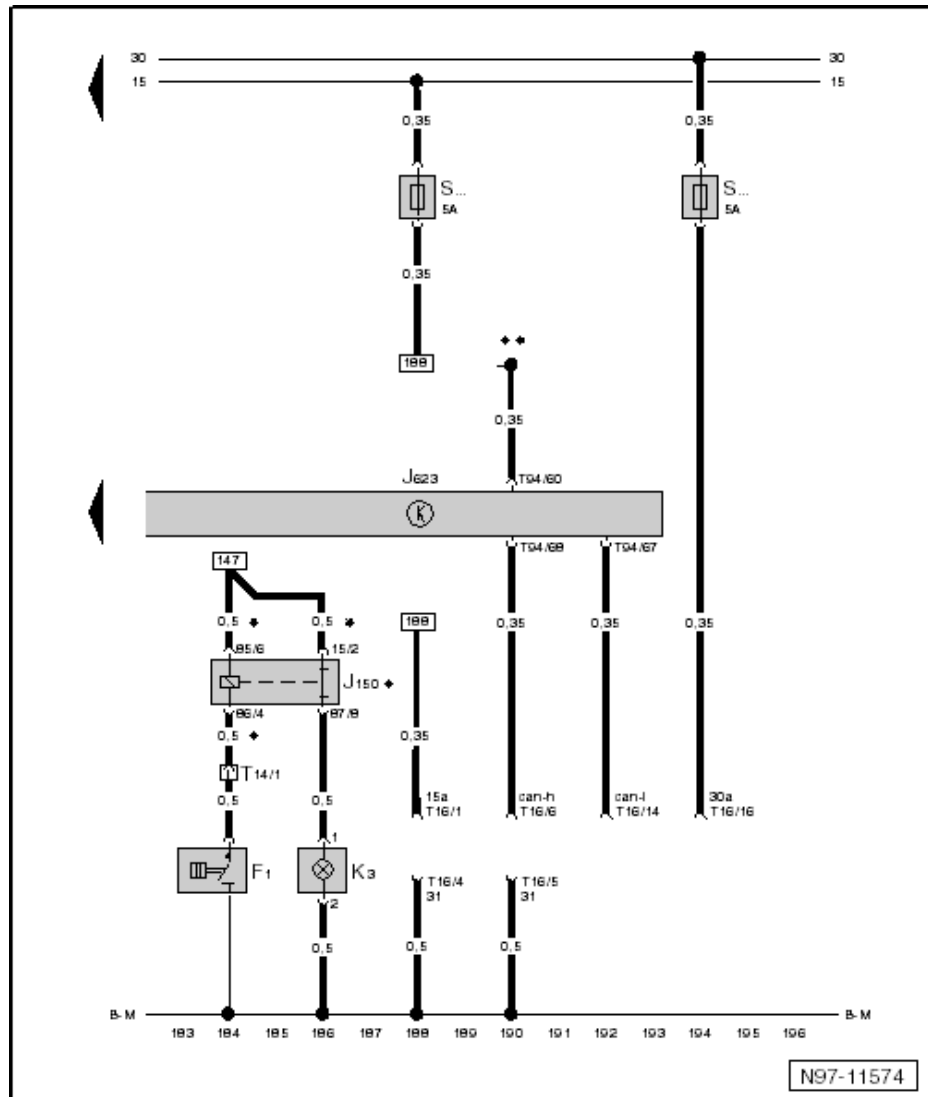 30 30
15 15
0,35 0,35
S...
5A
S...
5A
0,35
188
0,35
J623 T94/60
K
T94/68 T94/67
147
0,5 0,5 188 0,35 0,35 0,35
85/6 15/2
J150
86/4 87/8
0,5 0,35
T14/1
0,5 0,5
15a can-h can-l 30a
T16/1 T16/6 T16/14 T16/16
1
F1 K3
T16/4 T16/5
31 31
2
0,5 0,5 0,5
B-M B-M
183 184 185 186 187 188 189 190 191 192 193 194 195 196
N97-11574